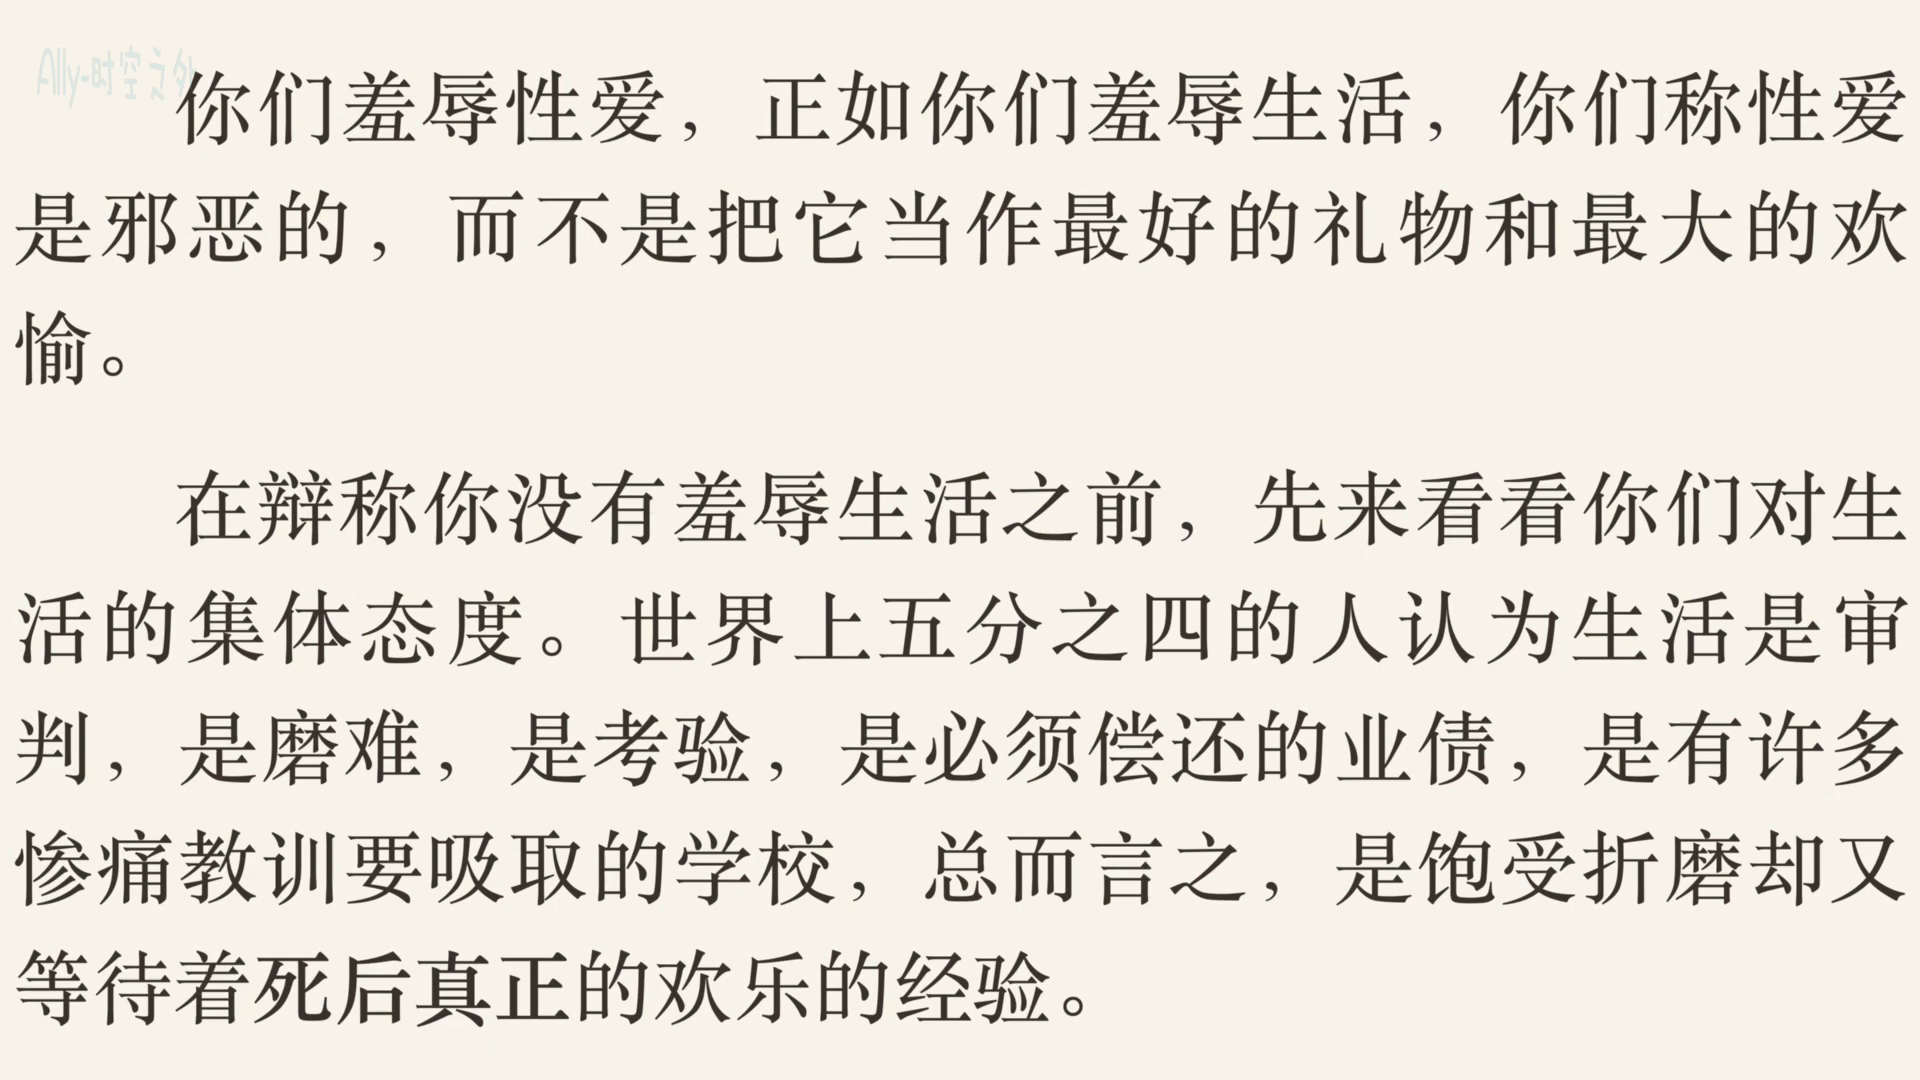 Ally-时空之外
你们羞辱性爱，正如你们羞辱生活，你们称性爱
是邪恶的，而不是把它当作最好的礼物和最大的欢
愉。
在辩称你没有羞辱生活之前，先来看看你们对生
活的集体态度。世界上五分之四的人认为生活是审
判，是磨难，是考验，是必须偿还的业债，是有许多
惨痛教训要吸取的学校，总而言之，是饱受折磨却又
等待着死后真正的欢乐的经验。